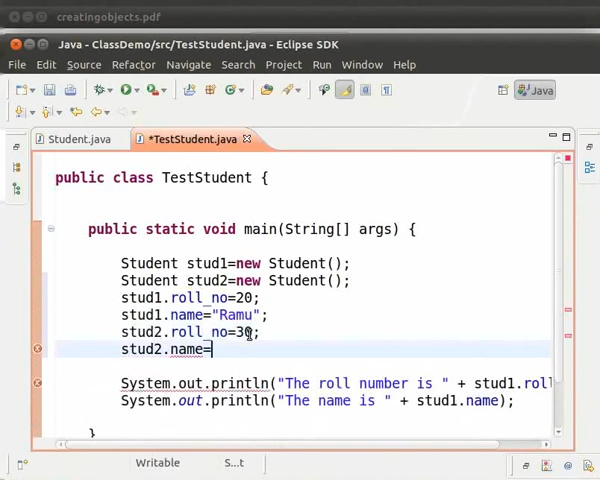 creatingobjects.pdf
Java - ClassDemo/src/TestStudent.java - Eclipse SDK
File Edit Source Refactor Navigate Search Project Run Window Help
Java
Student.java *TestStudent.java
public class TestStudent {
public static void main(String[] args) {
Student stud1=new Student();
Student stud2=new Student();
stud1.roll_no=20;
stud1.name="Ramu";
stud2.roll_no=30;
stud2.name=
System.out.println("The roll number is " + stud1.roll
System.out.println("The name is " + stud1.name);
}
Writable S...t